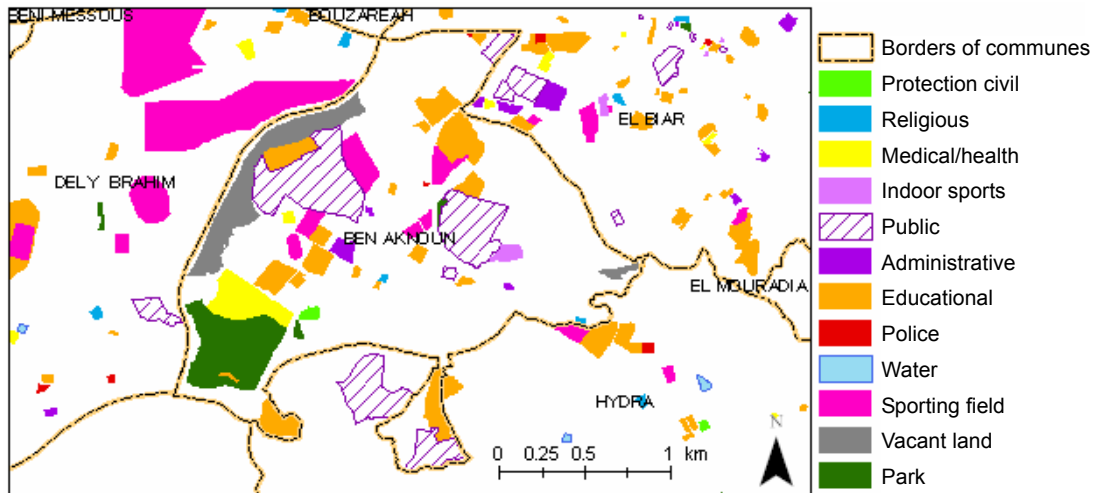 BENI-MESSOUS
BOUZAREAH
EL BIAR
DELY BRAHIM
BEN AKNOUN
EL MOURADIA
HYDRA
0 0.25 0.5 1 km
N
Borders of communes
Protection civil
Religious
Medical/health
Indoor sports
Public
Administrative
Educational
Police
Water
Sporting field
Vacant land
Park